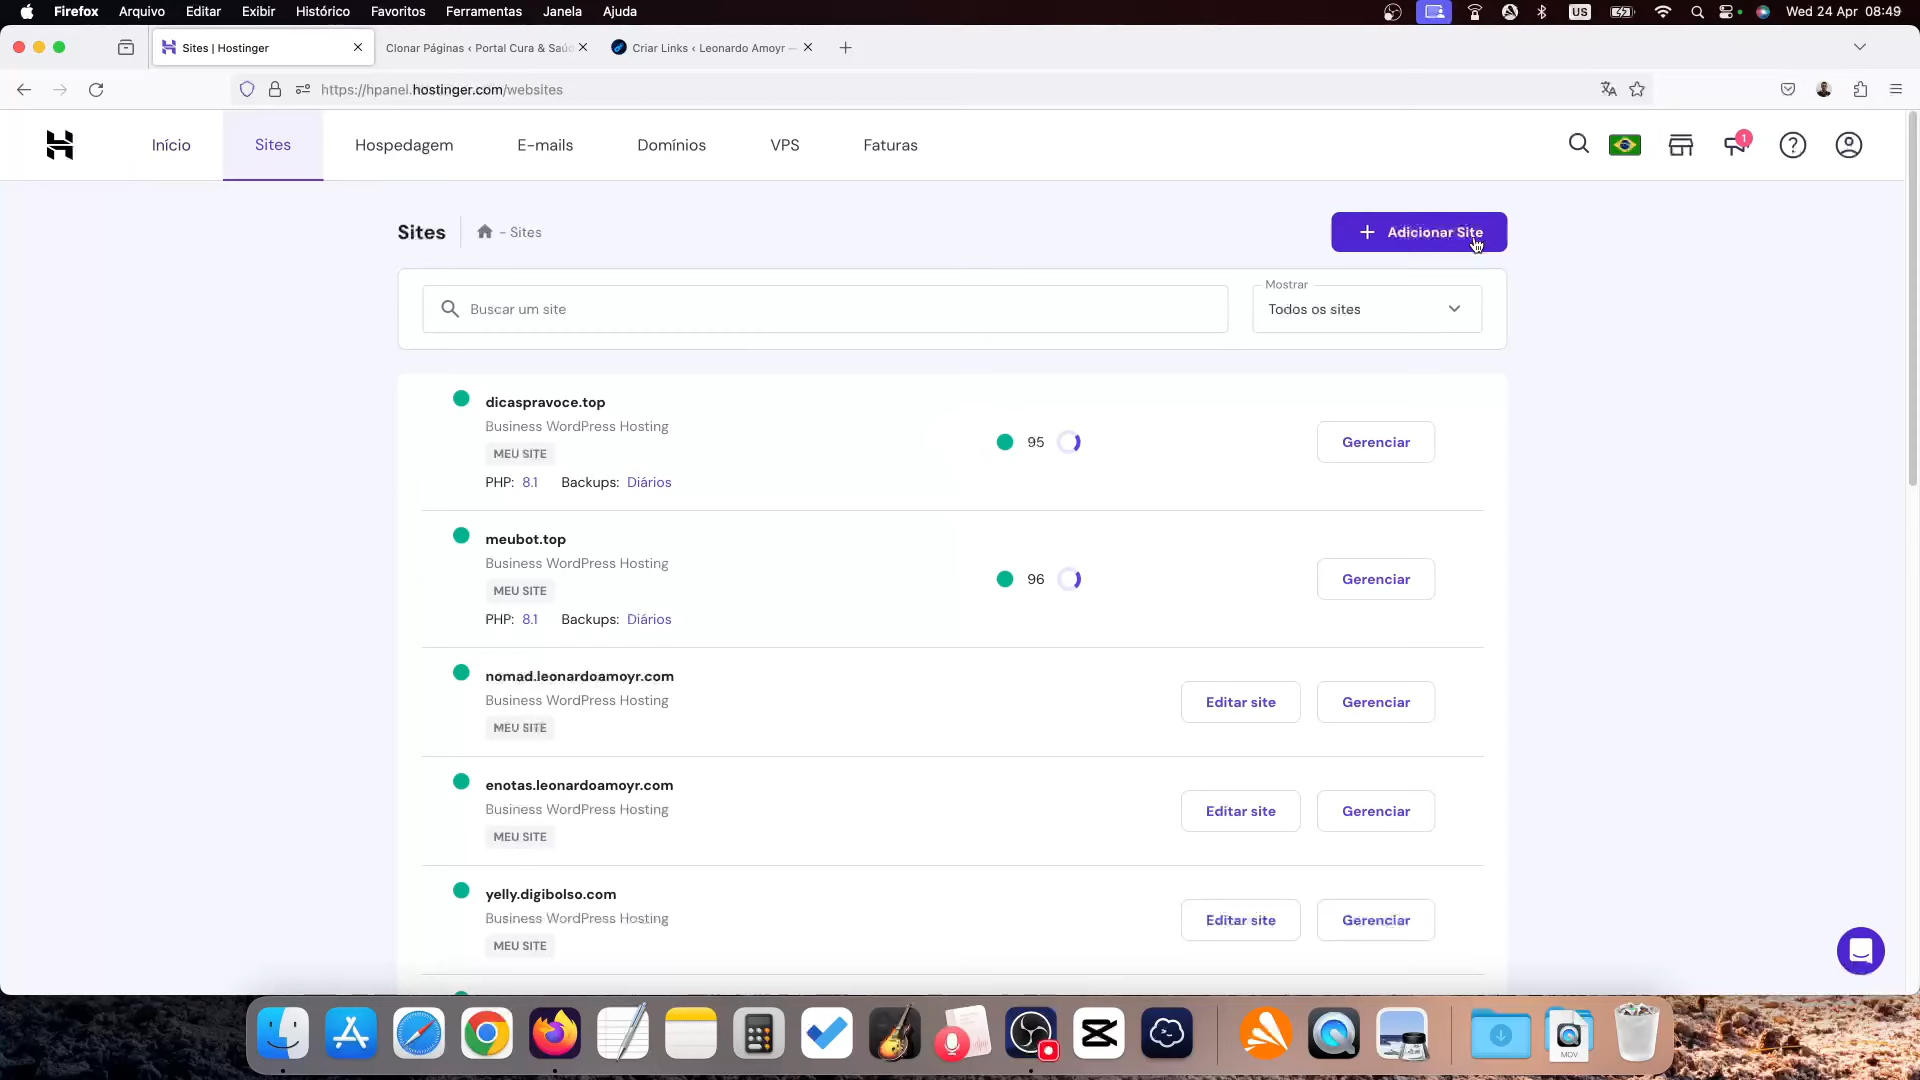 Firefox Arquivo Editar Exibir Histórico Favoritos Ferramentas Janela Ajuda US Wed 24 Apr 08:49
Sites | Hostinger Clonar Páginas ‹ Portal Cura & Saúd Criar Links ‹ Leonardo Amoyr —
https://hpanel.hostinger.com/websites
Início Sites Hospedagem E-mails Domínios VPS Faturas 1
Sites - Sites + Adicionar Site
Mostrar
Buscar um site Todos os sites
dicaspravoce.top
Business WordPress Hosting
95 Gerenciar
MEU SITE
PHP: 8.1 Backups: Diários
meubot.top
Business WordPress Hosting
96 Gerenciar
MEU SITE
PHP: 8.1 Backups: Diários
nomad.leonardoamoyr.com
Business WordPress Hosting Editar site Gerenciar
MEU SITE
enotas.leonardoamoyr.com
Business WordPress Hosting Editar site Gerenciar
MEU SITE
yelly.digibolso.com
Business WordPress Hosting Editar site Gerenciar
MEU SITE
MOV